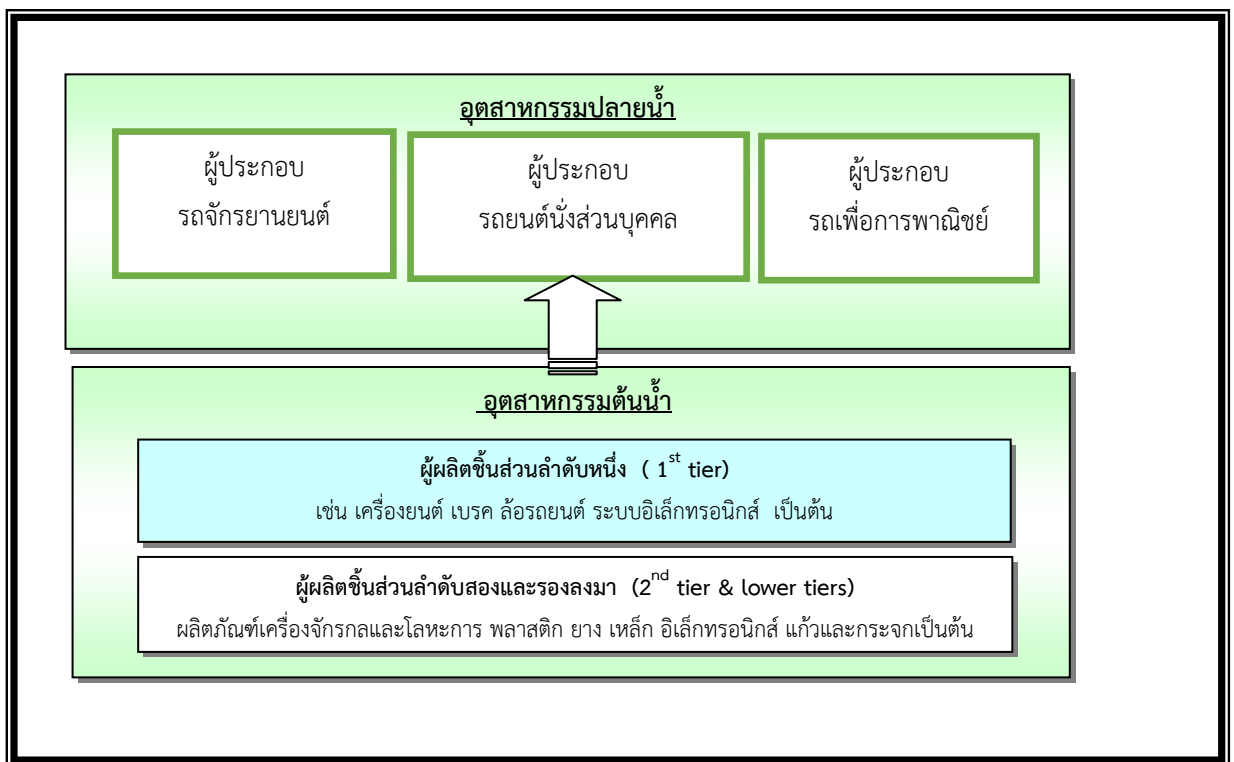 อุตสาหกรรมปลายน้ำ
ผู้ประกอบ
รถจักรยานยนต์
ผู้ประกอบ
รถยนต์นั่งส่วนบุคคล
ผู้ประกอบ
รถเพื่อการพาณิชย์
อุตสาหกรรมต้นน้ำ
ผู้ผลิตชิ้นส่วนลำดับหนึ่ง ( 1st tier)
เช่น เครื่องยนต์ เบรค ล้อรถยนต์ ระบบอิเล็กทรอนิกส์ เป็นต้น
ผู้ผลิตชิ้นส่วนลำดับสองและรองลงมา (2nd tier & lower tiers)
ผลิตภัณฑ์เครื่องจักรกลและโลหะการ พลาสติก ยาง เหล็ก อิเล็กทรอนิกส์ แก้วและกระจกเป็นต้น